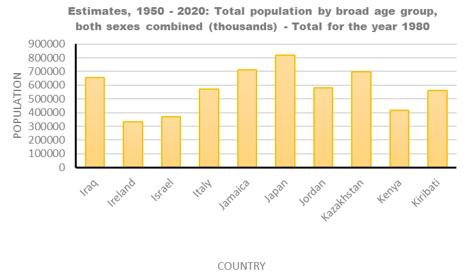 Estimates, 1950 - 2020: Total population by broad age group,
both sexes combined (thousands) - Total for the year 1980
POPULATION
900000
800000
700000
600000
500000
400000
300000
200000
100000
0
Iraq
Ireland
Israel
Italy
Jamaica
Japan
Jordan
Kazakhstan
Kenya
Kiribati
COUNTRY